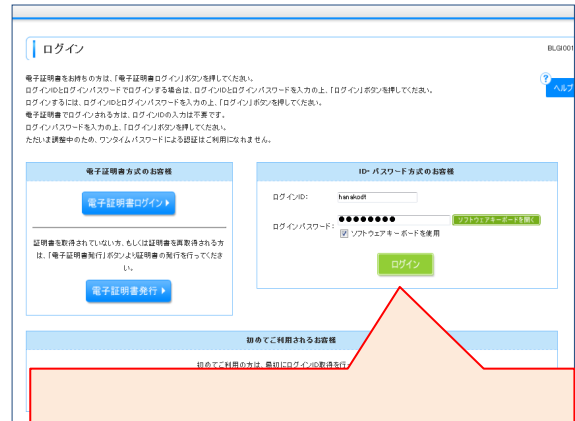 ログイン
BLGI001
電子証明書をお持ちの方は、「電子証明書ログイン」ボタンを押してください。
ログインIDとログインパスワードでログインする場合は、ログインIDとログインパスワードを入力の上、「ログイン」ボタンを押してください。
ログインするには、ログインIDとログインパスワードを入力の上、「ログイン」ボタンを押してください。
電子証明書でログインされる方は、ログインIDの入力は不要です。
ログインパスワードを入力の上、「ログイン」ボタンを押してください。
ただいま調整中のため、ワンタイムパスワードによる認証はご利用になれません。
? ヘルプ
電子証明書方式のお客様
電子証明書ログイン
証明書を取得されていない方、もしくは証明書を再取得される方
は、「電子証明書発行」ボタンより証明書の発行を行ってくださ
い。
電子証明書発行
ID・パスワード方式のお客様
ログインID: hanakodt
ログインパスワード: ●●●●●●●● ソフトウェアキーボードを開く
ソフトウェアキーボードを使用
ログイン
初めてご利用されるお客様
初めてご利用の方は、最初にログインID取得を行